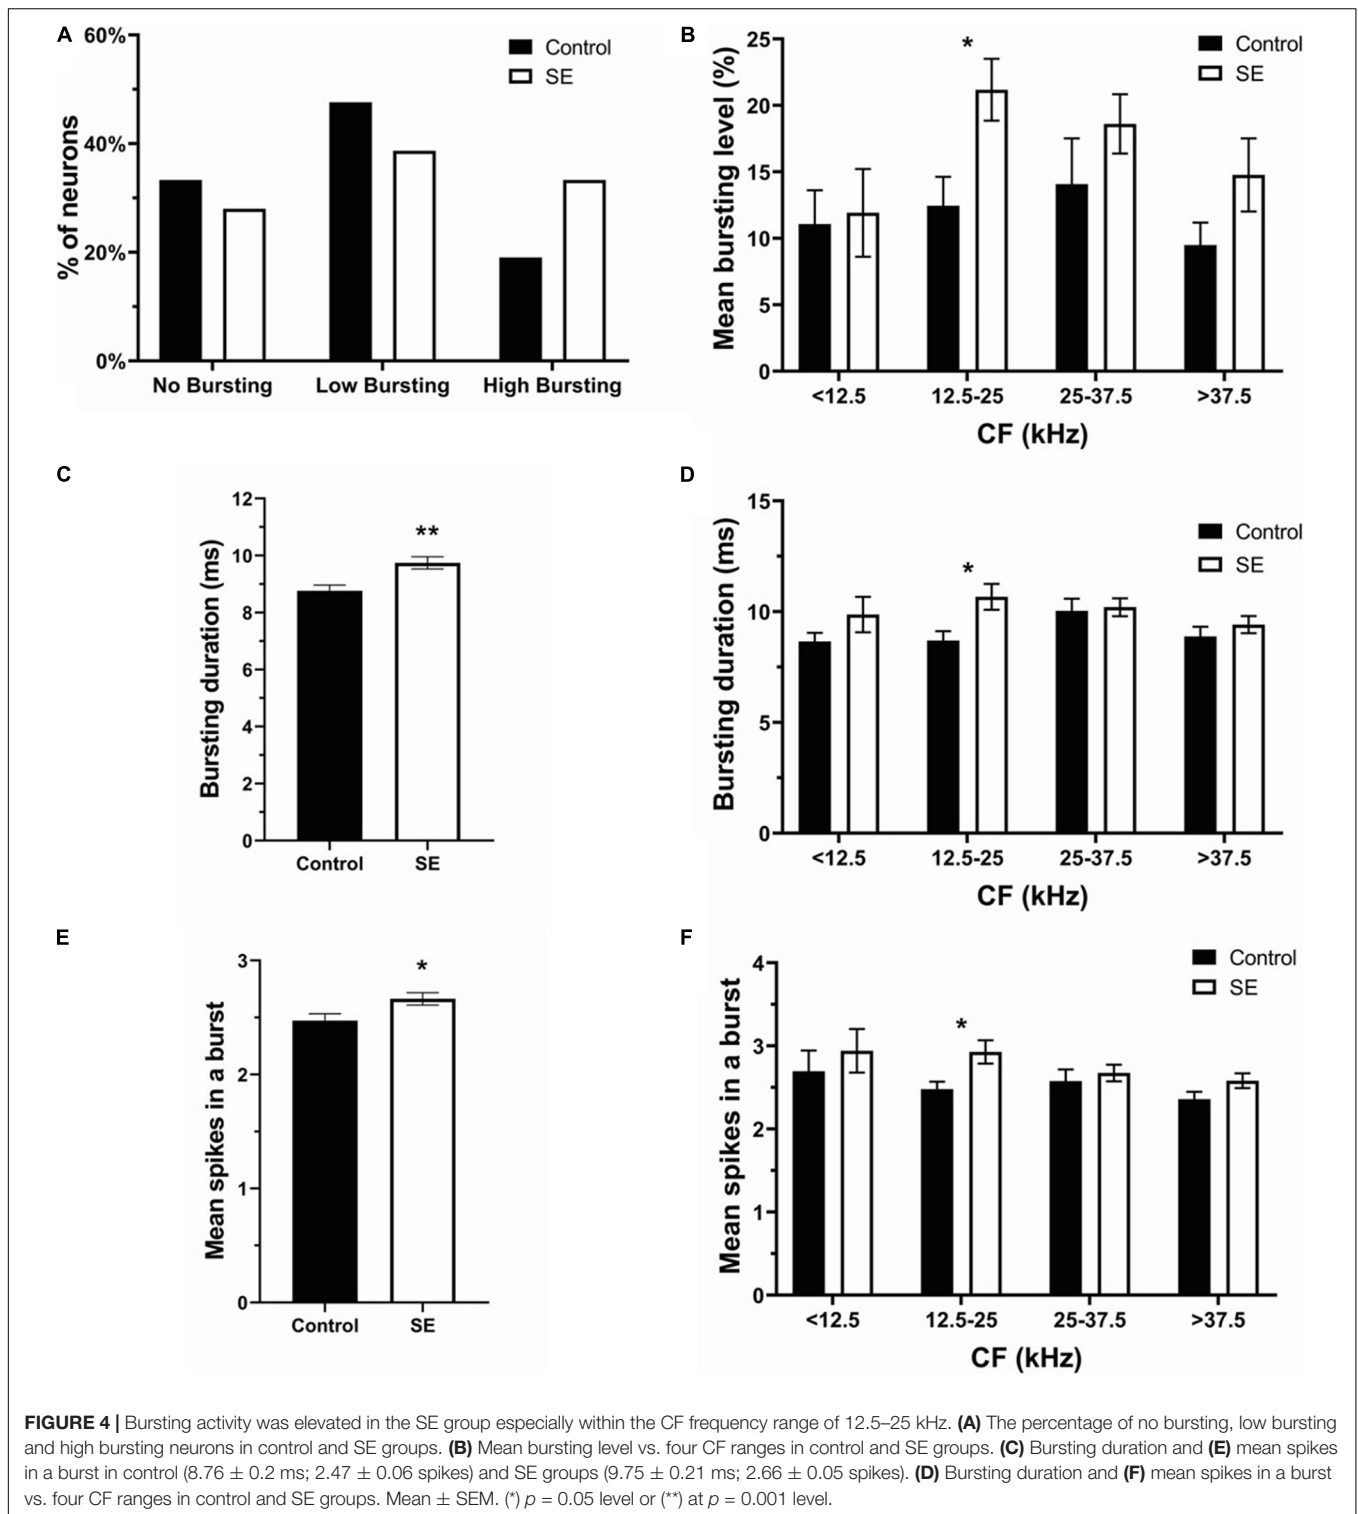 A
60%
40%
20%
0%
% of neurons
Control
SE
No Bursting Low Bursting High Bursting
B
25
20
15
10
5
0
Mean bursting level (%)
*
Control
SE
<12.5 12.5-25 25-37.5 >37.5
CF (kHz)
C
12
10
8
6
4
2
0
Bursting duration (ms)
**
Control SE
D
15
10
5
0
Bursting duration (ms)
*
Control
SE
<12.5 12.5-25 25-37.5 >37.5
CF (kHz)
E
3
2
1
0
Mean spikes in a burst
*
Control SE
F
4
3
2
1
0
Mean spikes in a burst
*
Control
SE
<12.5 12.5-25 25-37.5 >37.5
CF (kHz)
FIGURE 4 | Bursting activity was elevated in the SE group especially within the CF frequency range of 12.5–25 kHz. (A) The percentage of no bursting, low bursting
and high bursting neurons in control and SE groups. (B) Mean bursting level vs. four CF ranges in control and SE groups. (C) Bursting duration and (E) mean spikes
in a burst in control (8.76 ± 0.2 ms; 2.47 ± 0.06 spikes) and SE groups (9.75 ± 0.21 ms; 2.66 ± 0.05 spikes). (D) Bursting duration and (F) mean spikes in a burst
vs. four CF ranges in control and SE groups. Mean ± SEM. (*) p = 0.05 level or (**) at p = 0.001 level.